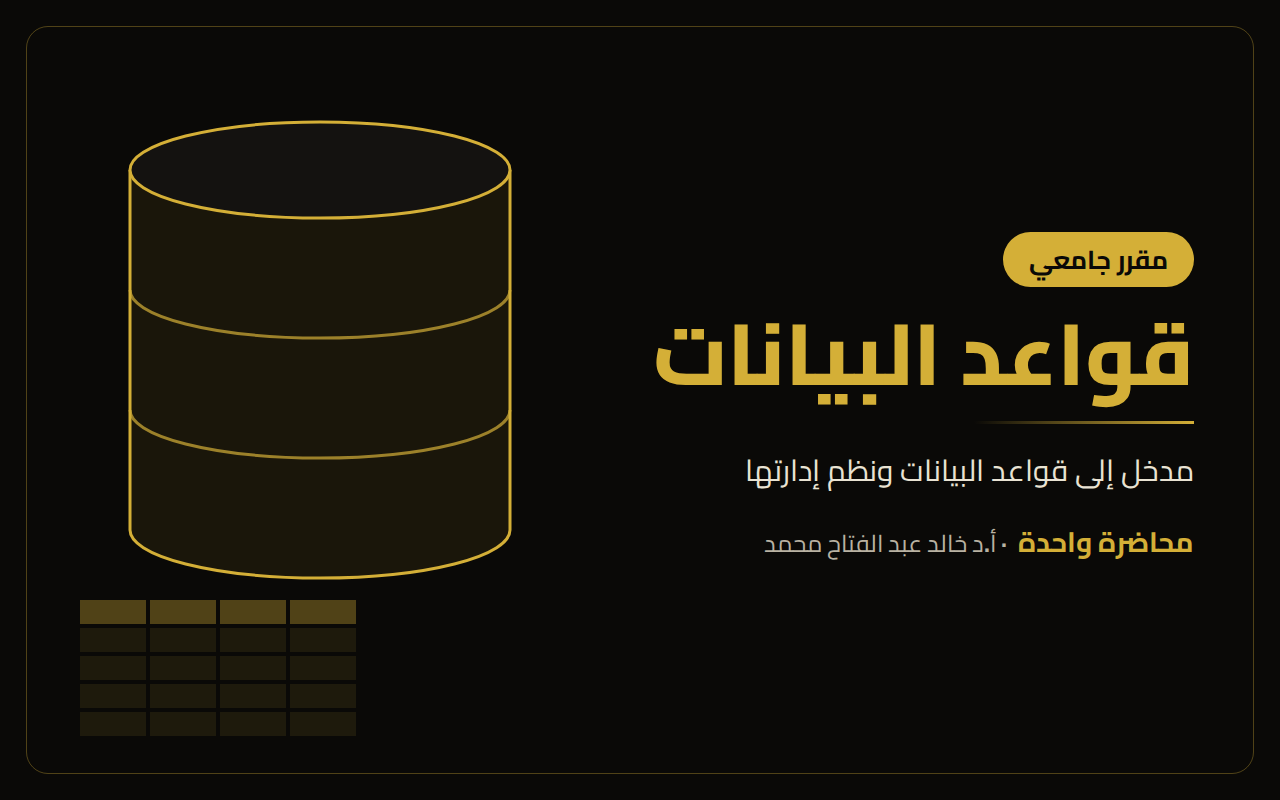 مقرر جامعي
قواعد البيانات
مدخل إلى قواعد البيانات ونظم إدارتها
محاضرة واحدة · أ.د خالد عبد الفتاح محمد